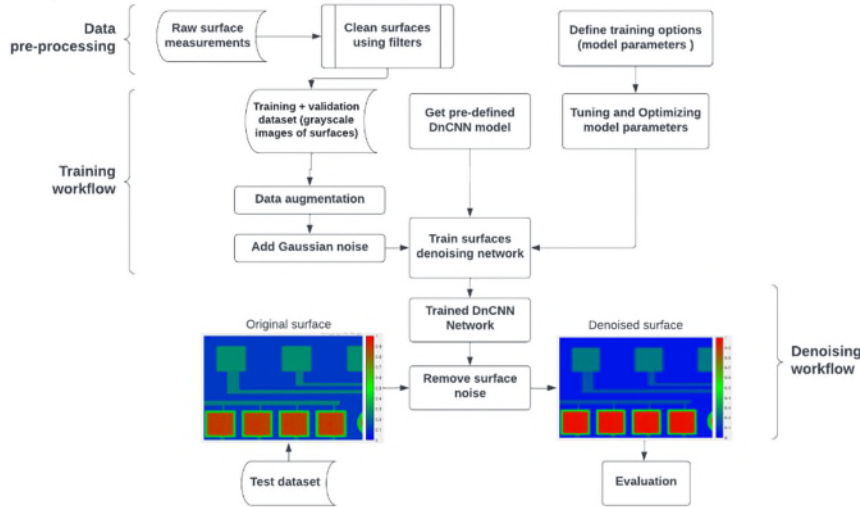 Data
pre-processing
Raw surface
measurements
Clean surfaces
using filters
Define training options
(model parameters )
Training
workflow
Training + validation
dataset (grayscale
images of surfaces)
Get pre-defined
DnCNN model
Tuning and Optimizing
model parameters
Data augmentation
Add Gaussian noise
Train surfaces
denoising network
Trained DnCNN
Network
Original surface
Remove surface
noise
Denoised surface
Denoising
workflow
Test dataset
Evaluation